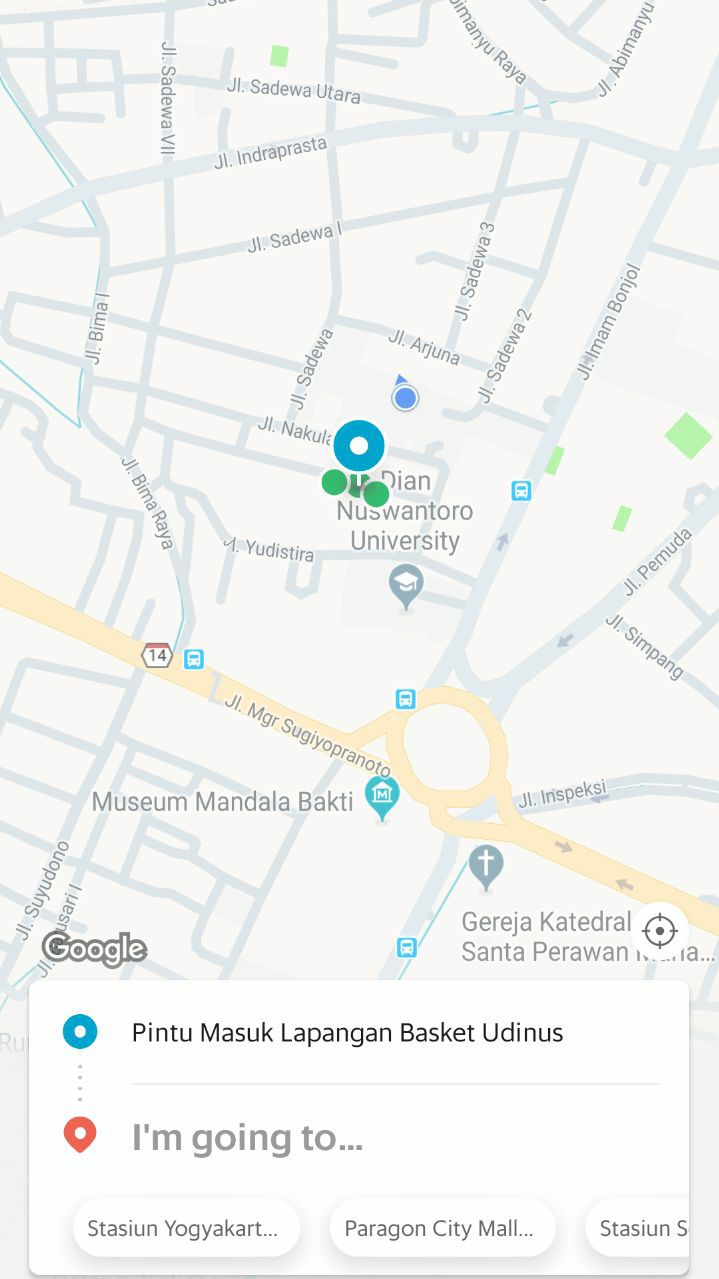 Jl. Sadewa VII
Jl. Sadewa Utara
Abimanyu Raya
Jl. Abimanyu
Jl. Indraprasta
Jl. Sadewa I
Jl. Sadewa 3
Jl. Bima I
Jl. Sadewa
Jl. Arjuna
Jl. Sadewa 2
Jl. Imam Bonjol
Jl. Nakula
Jl. Bima Raya
Dian
Nuswantoro
University
Jl. Yudistira
Jl. Pemuda
Jl. Simpang
14
Jl. Mgr Sugiyopranoto
Museum Mandala Bakti
M
Jl. Inspeksi
Jl. Suyudono
Gereja Katedral
Santa Perawan
Google
Pintu Masuk Lapangan Basket Udinus
I'm going to...
Stasiun Yogyakart...
Paragon City Mall...
Stasiun S